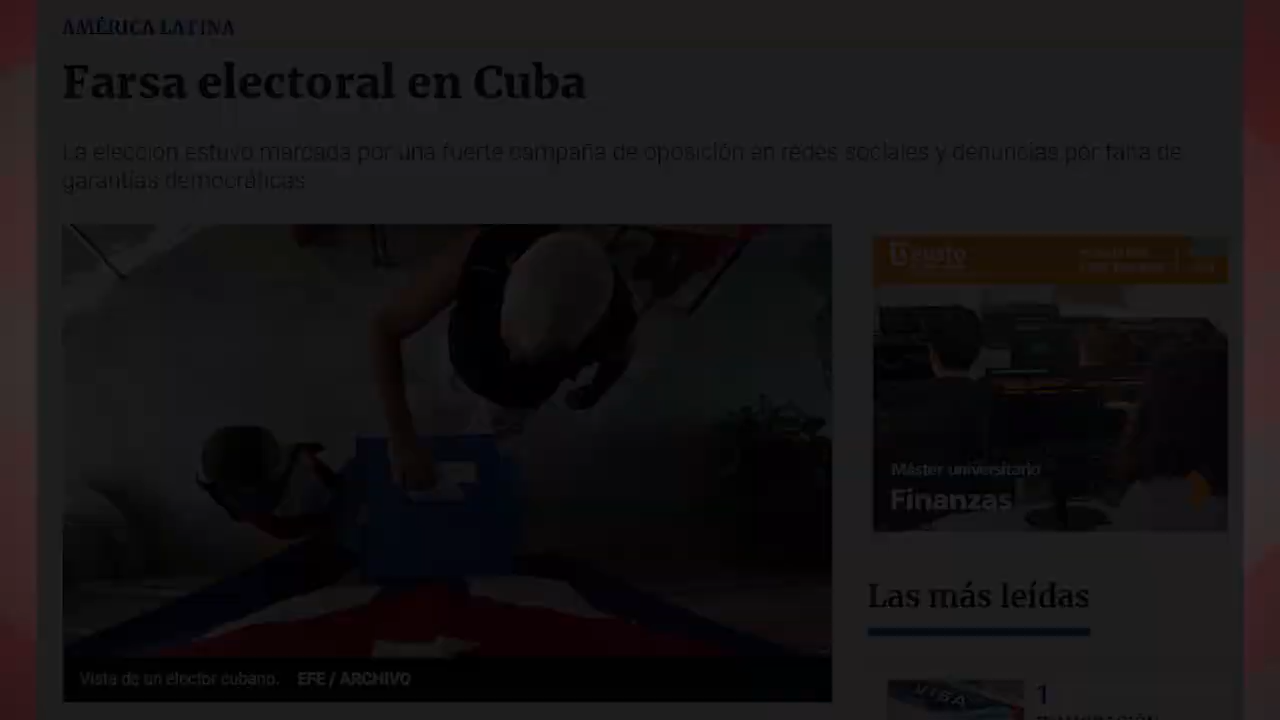 AMÉRICA LATINA
Farsa electoral en Cuba
La elección estuvo marcada por una fuerte campaña de oposición en redes sociales y denuncias por falta de
garantías democráticas
Máster universitario
Finanzas
Las más leídas
Vista de un elector cubano. EFE / ARCHIVO
VISA
1